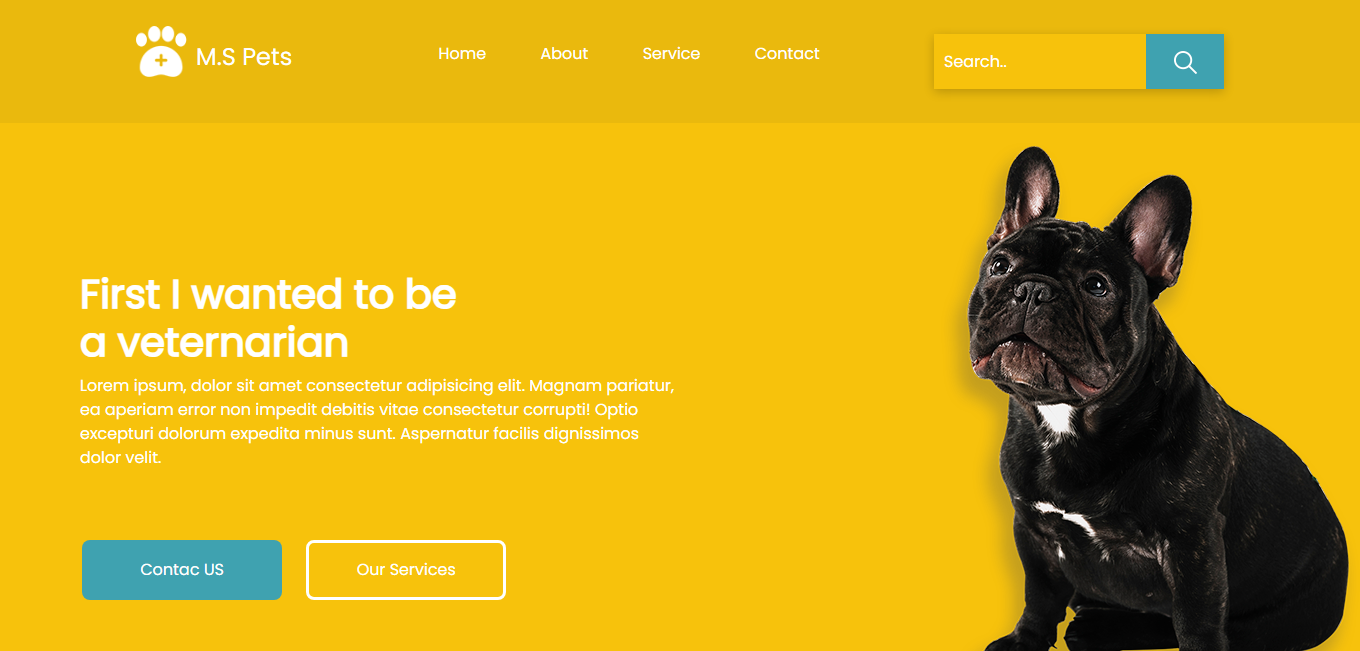 M.S Pets
Home
About
Service
Contact
Search..
First I wanted to be
a veternarian
Lorem ipsum, dolor sit amet consectetur adipisicing elit. Magnam pariatur,
ea aperiam error non impedit debitis vitae consectetur corrupti! Optio
excepturi dolorum expedita minus sunt. Aspernatur facilis dignissimos
dolor velit.
Contac US
Our Services